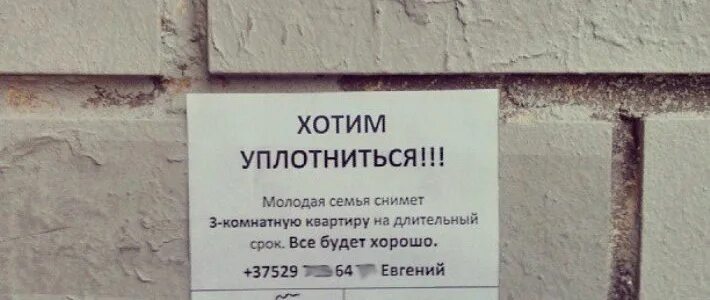 ХОТИМ
УПЛОТНИТЬСЯ!!!
Молодая семья снимет
3-комнатную квартиру на длительный
срок. Все будет хорошо.
+37529 64 Евгений